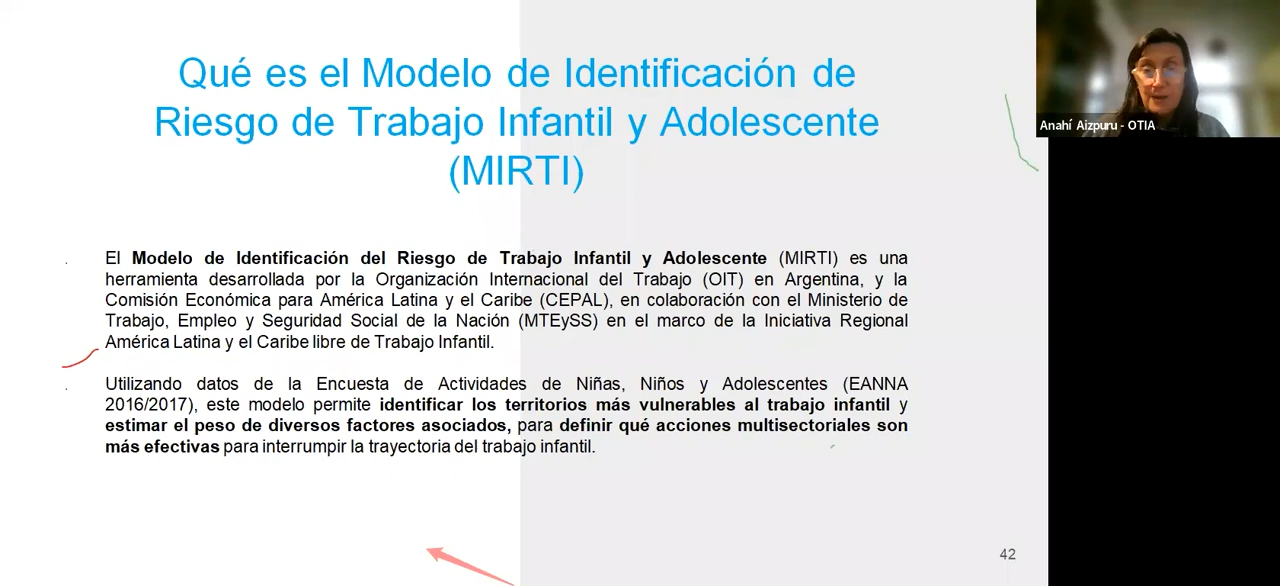 Qué es el Modelo de Identificación de
Riesgo de Trabajo Infantil y Adolescente
(MIRTI)
Anahí Aizpuru - OTIA
El Modelo de Identificación del Riesgo de Trabajo Infantil y Adolescente (MIRTI) es una
herramienta desarrollada por la Organización Internacional del Trabajo (OIT) en Argentina, y la
Comisión Económica para América Latina y el Caribe (CEPAL), en colaboración con el Ministerio de
Trabajo, Empleo y Seguridad Social de la Nación (MTEySS) en el marco de la Iniciativa Regional
América Latina y el Caribe libre de Trabajo Infantil.
Utilizando datos de la Encuesta de Actividades de Niñas, Niños y Adolescentes (EANNA
2016/2017), este modelo permite identificar los territorios más vulnerables al trabajo infantil y
estimar el peso de diversos factores asociados, para definir qué acciones multisectoriales son
más efectivas para interrumpir la trayectoria del trabajo infantil.
42